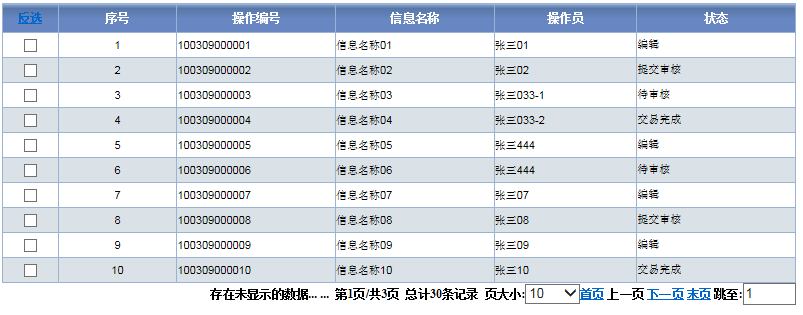 反选 序号 操作编号 信息名称 操作员 状态
1 100309000001 信息名称01 张三01 编辑
2 100309000002 信息名称02 张三02 提交审核
3 100309000003 信息名称03 张三033-1 待审核
4 100309000004 信息名称04 张三033-2 交易完成
5 100309000005 信息名称05 张三444 编辑
6 100309000006 信息名称06 张三444 待审核
7 100309000007 信息名称07 张三07 编辑
8 100309000008 信息名称08 张三08 提交审核
9 100309000009 信息名称09 张三09 编辑
10 100309000010 信息名称10 张三10 交易完成
存在未显示的数据... ... 第1页/共3页 总计30条记录 页大小:10 首页 上一页 下一页 末页 跳至:1